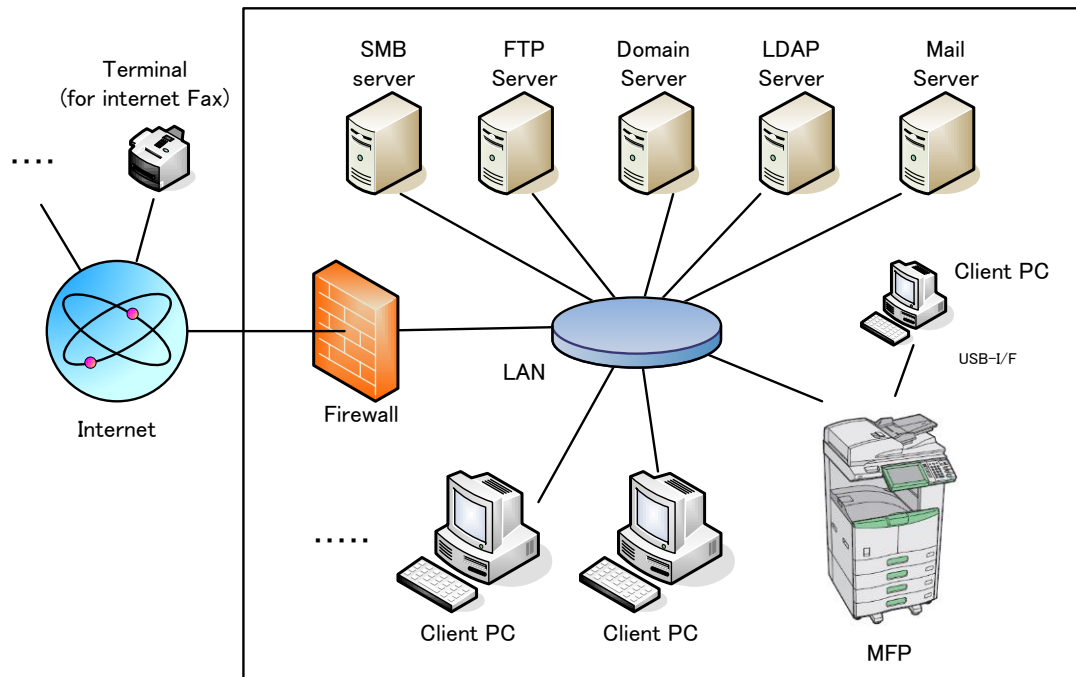 SMB
server
FTP
Server
Domain
Server
LDAP
Server
Mail
Server
Terminal
(for internet Fax)
....
Client PC
USB-I/F
LAN
Firewall
Internet
.....
Client PC
Client PC
MFP